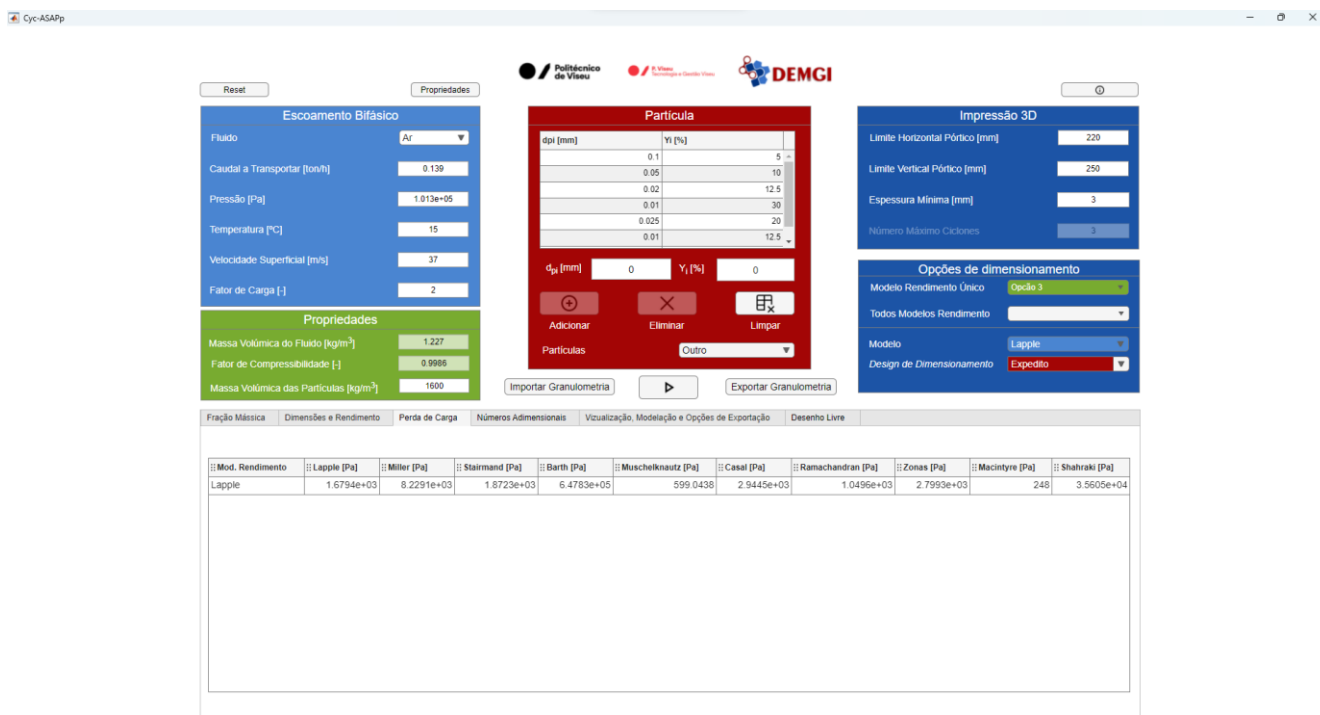 Cyc-ASAPp
Politécnico
de Viseu
P. Viseu
DEMGI
Reset
Propriedades
Escoamento Bifásico
Fluido
Ar
Caudal a Transportar [ton/h]
0.139
Pressão [Pa]
1.013e+05
Temperatura [ºC]
15
Velocidade Superficial [m/s]
37
Fator de Carga [-]
2
Propriedades
Massa Volúmica do Fluido [kg/m³]
1.227
Fator de Compressibilidade [-]
0.9986
Massa Volúmica das Partículas [kg/m³]
1600
Partícula
dpi [mm] Yi [%]
0.1 5
0.05 10
0.02 12.5
0.01 30
0.025 20
0.01 12.5
dpi [mm] 0 Yi [%] 0
Adicionar Eliminar Limpar
Partículas Outro
Importar Granulometria
Exportar Granulometria
Impressão 3D
Limite Horizontal Pórtico [mm] 220
Limite Vertical Pórtico [mm] 250
Espessura Mínima [mm] 3
Número Máximo Ciclones 3
Opções de dimensionamento
Modelo Rendimento Único Opcão 3
Todos Modelos Rendimento
Modelo Lapple
Design de Dimensionamento Expedito
Fração Mássica Dimensões e Rendimento Perda de Carga Números Adimensionais Vizualização, Modelação e Opções de Exportação Desenho Livre
Mod. Rendimento Lapple [Pa] Miller [Pa] Stairmand [Pa] Barth [Pa] Muschelknautz [Pa] Casal [Pa] Ramachandran [Pa] Zonas [Pa] Macintyre [Pa] Shahraki [Pa]
Lapple 1.6794e+03 8.2291e+03 1.8723e+03 6.4783e+05 599.0438 2.9445e+03 1.0496e+03 2.7993e+03 248 3.5605e+04